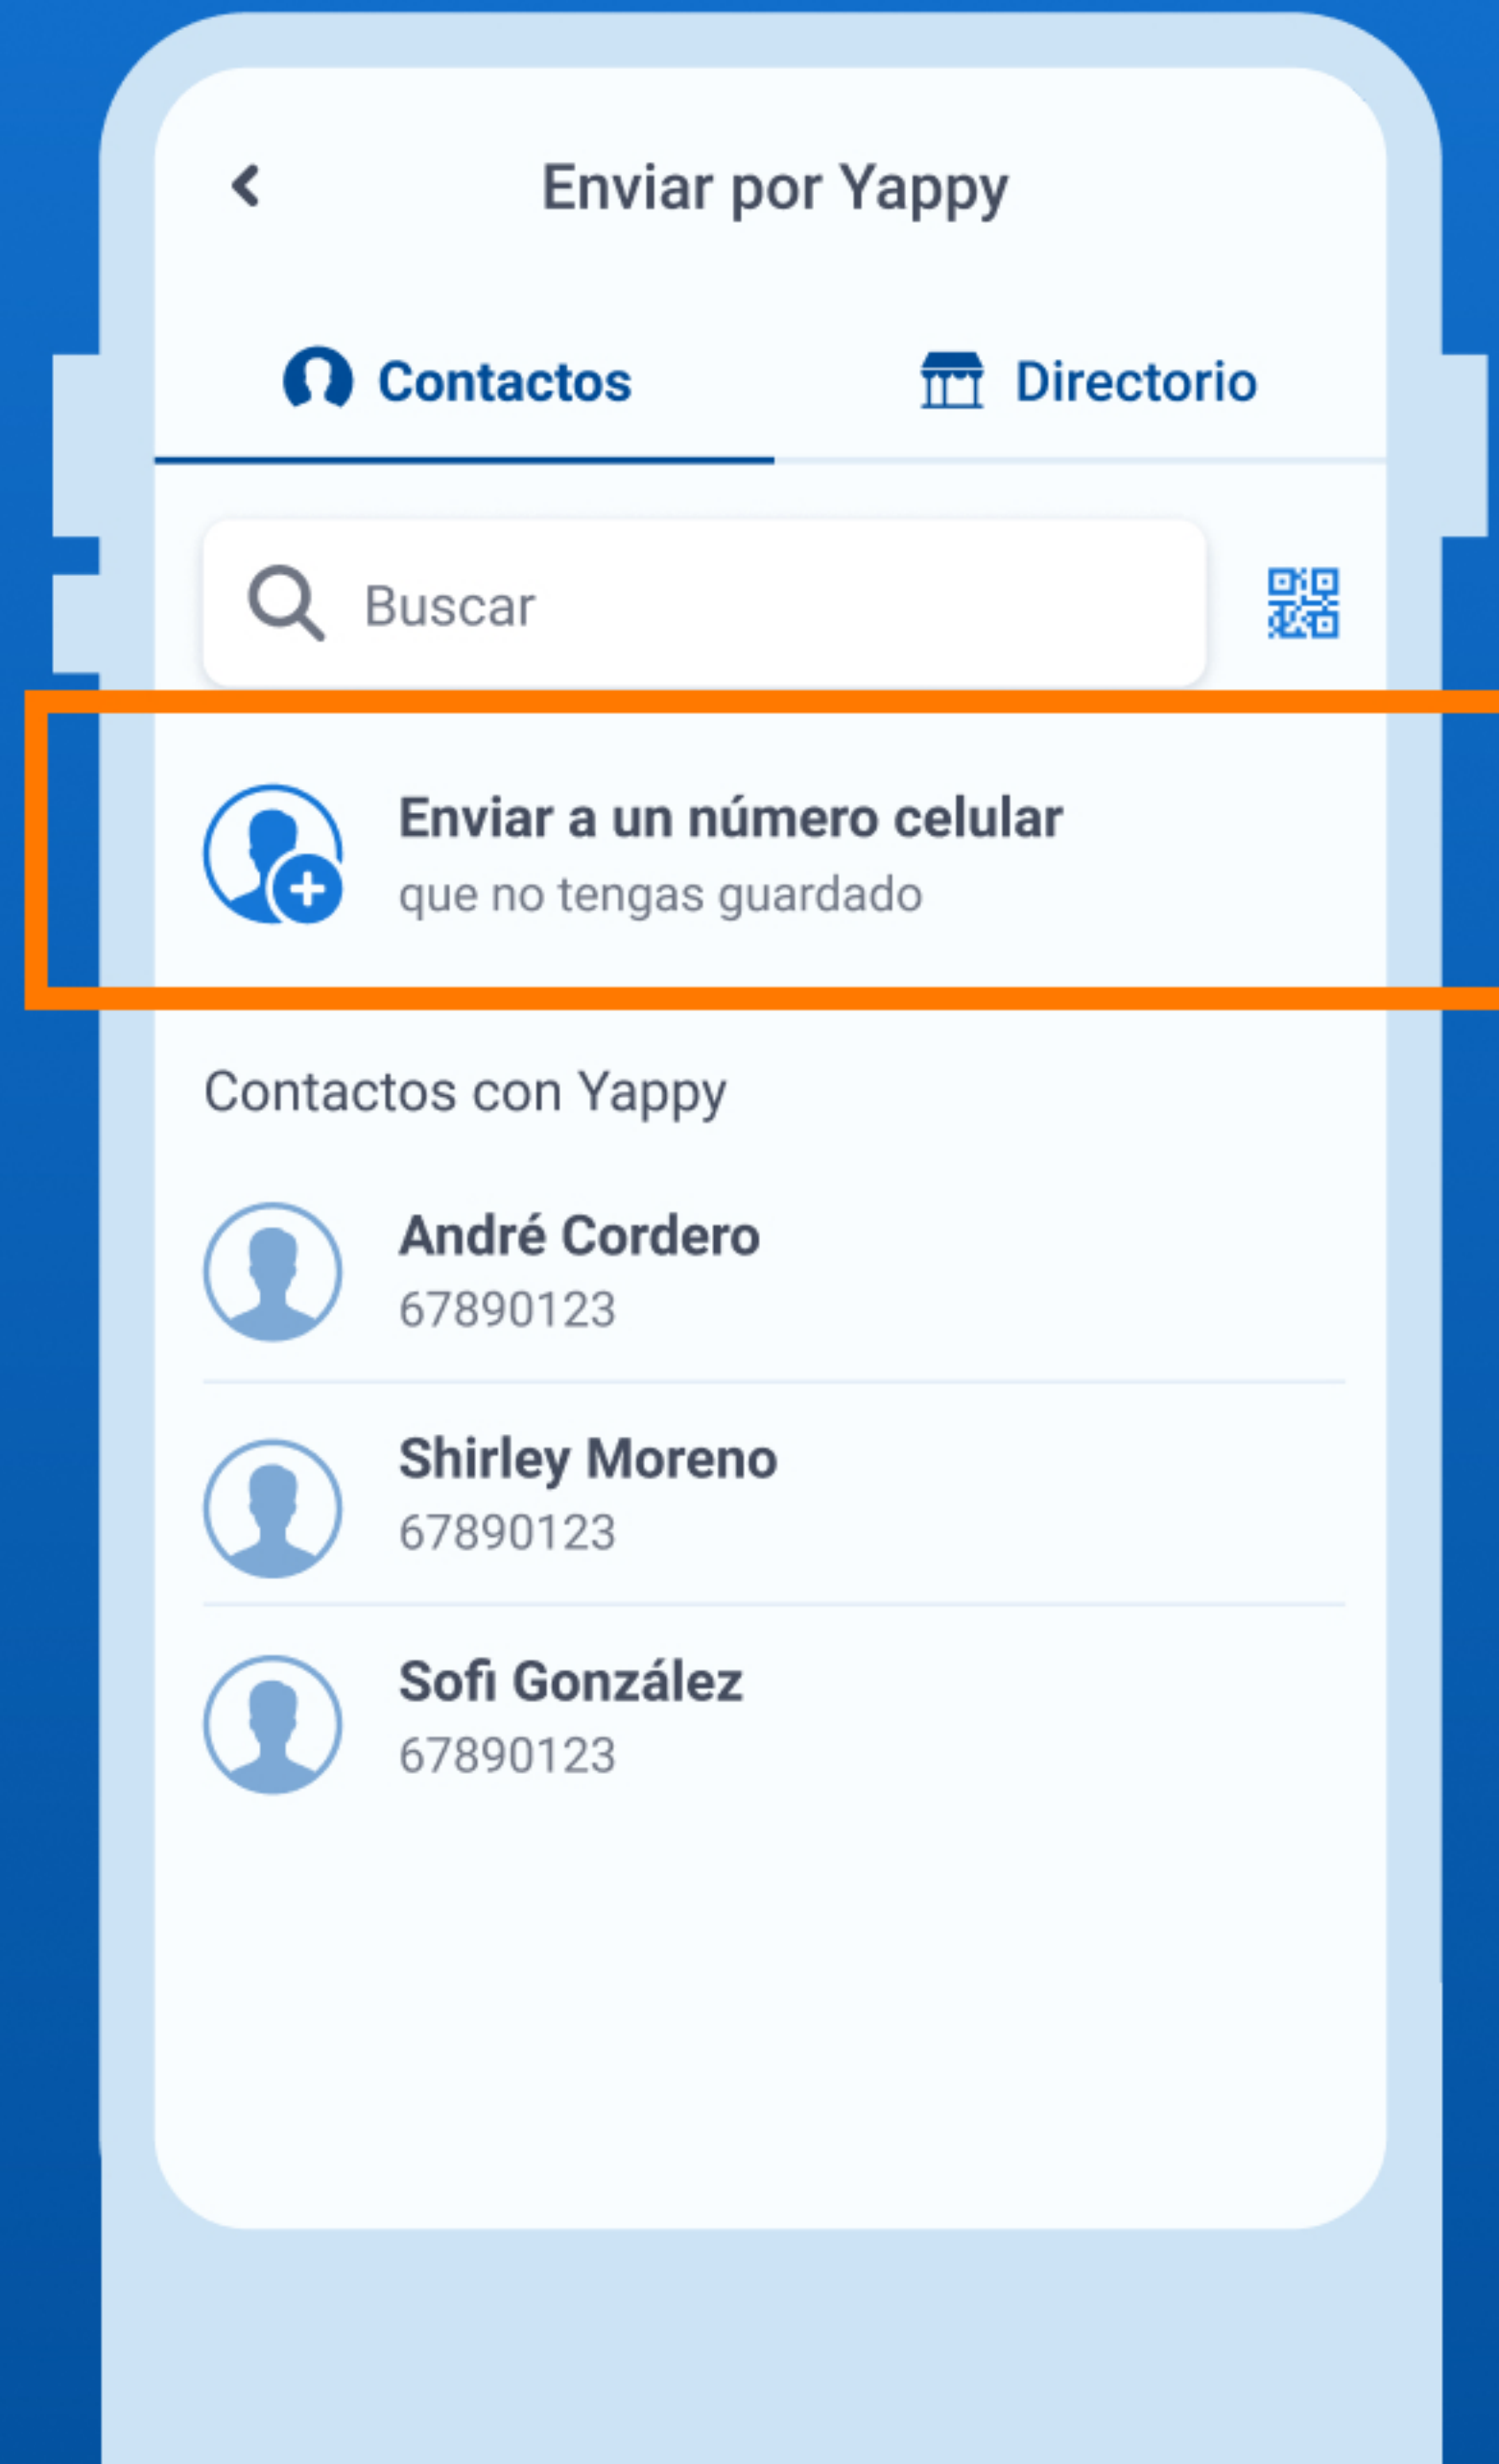 Enviar por Yappy
Contactos
Directorio
Buscar
Enviar a un número celular
que no tengas guardado
Contactos con Yappy
André Cordero
67890123
Shirley Moreno
67890123
Sofi González
67890123